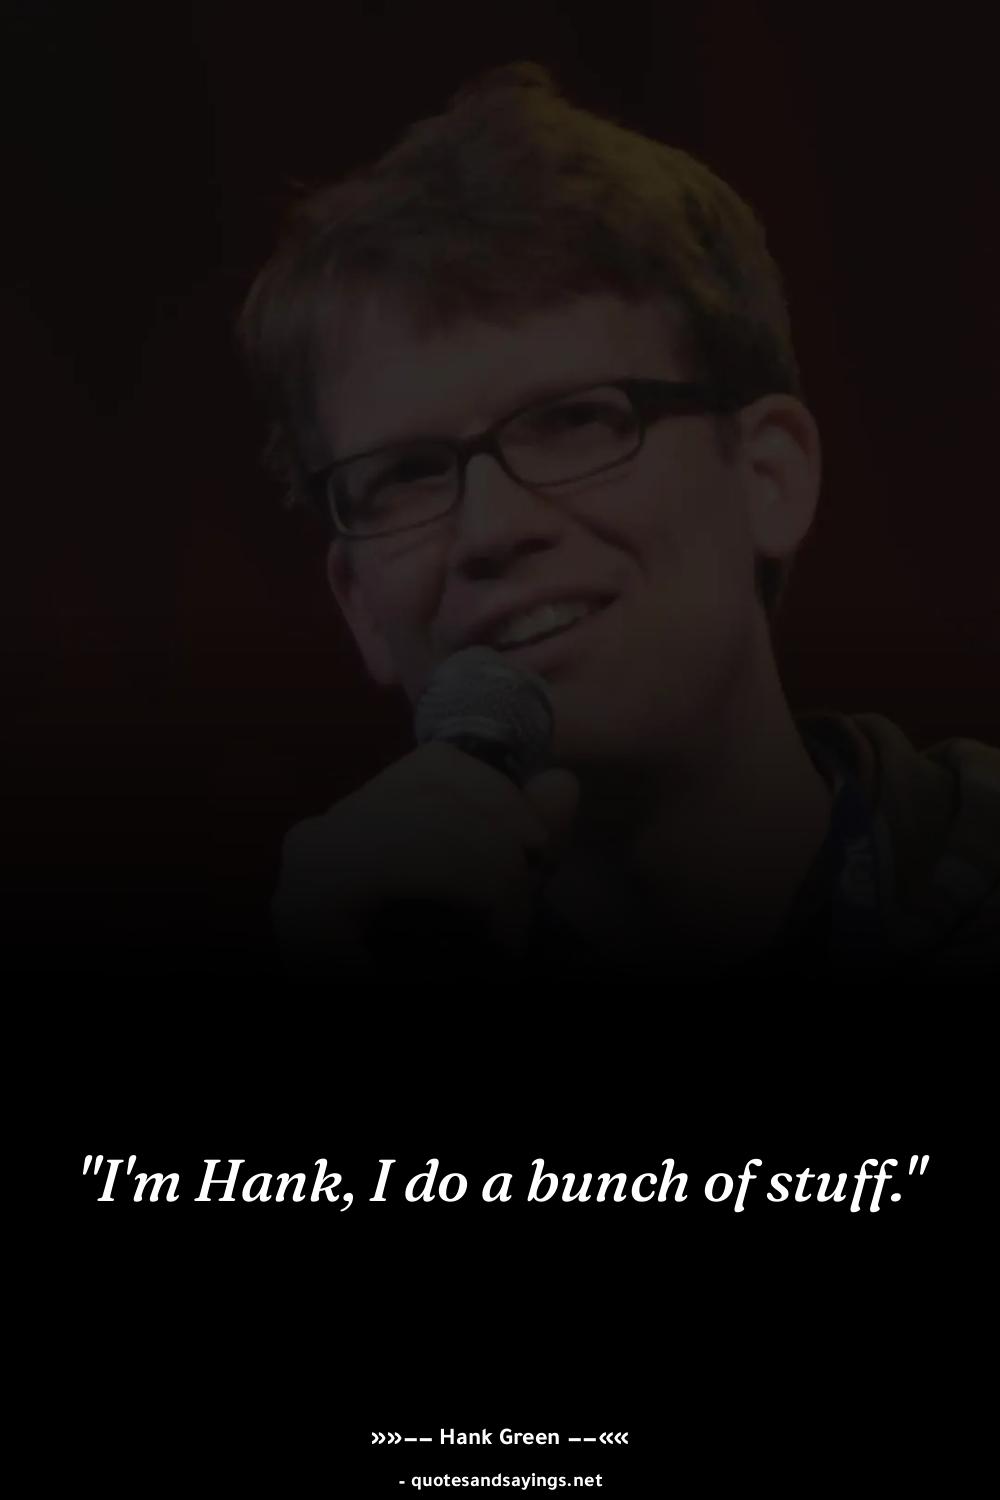 "I'm Hank, I do a bunch of stuff."
»»—— Hank Green ——««
- quotesandsayings.net